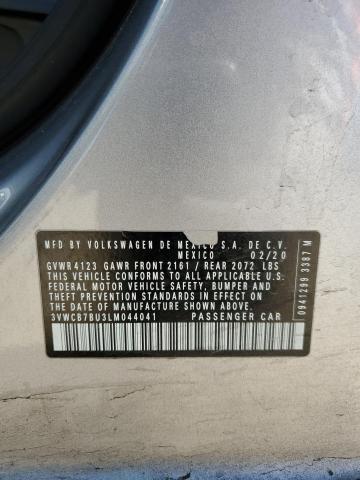 MFD BY VOLKSWAGEN DE MEXICO S.A. DE C.V.
MEXICO 02/20
GVWR 4123 GAWR FRONT 2161 / REAR 2072 LBS
THIS VEHICLE CONFORMS TO ALL APPLICABLE U.S.
FEDERAL MOTOR VEHICLE SAFETY, BUMPER AND
THEFT PREVENTION STANDARDS IN EFFECT ON THE
DATE OF MANUFACTURE SHOWN ABOVE.
3VWCB7BU3LM044041 PASSENGER CAR
0941299 3387 M